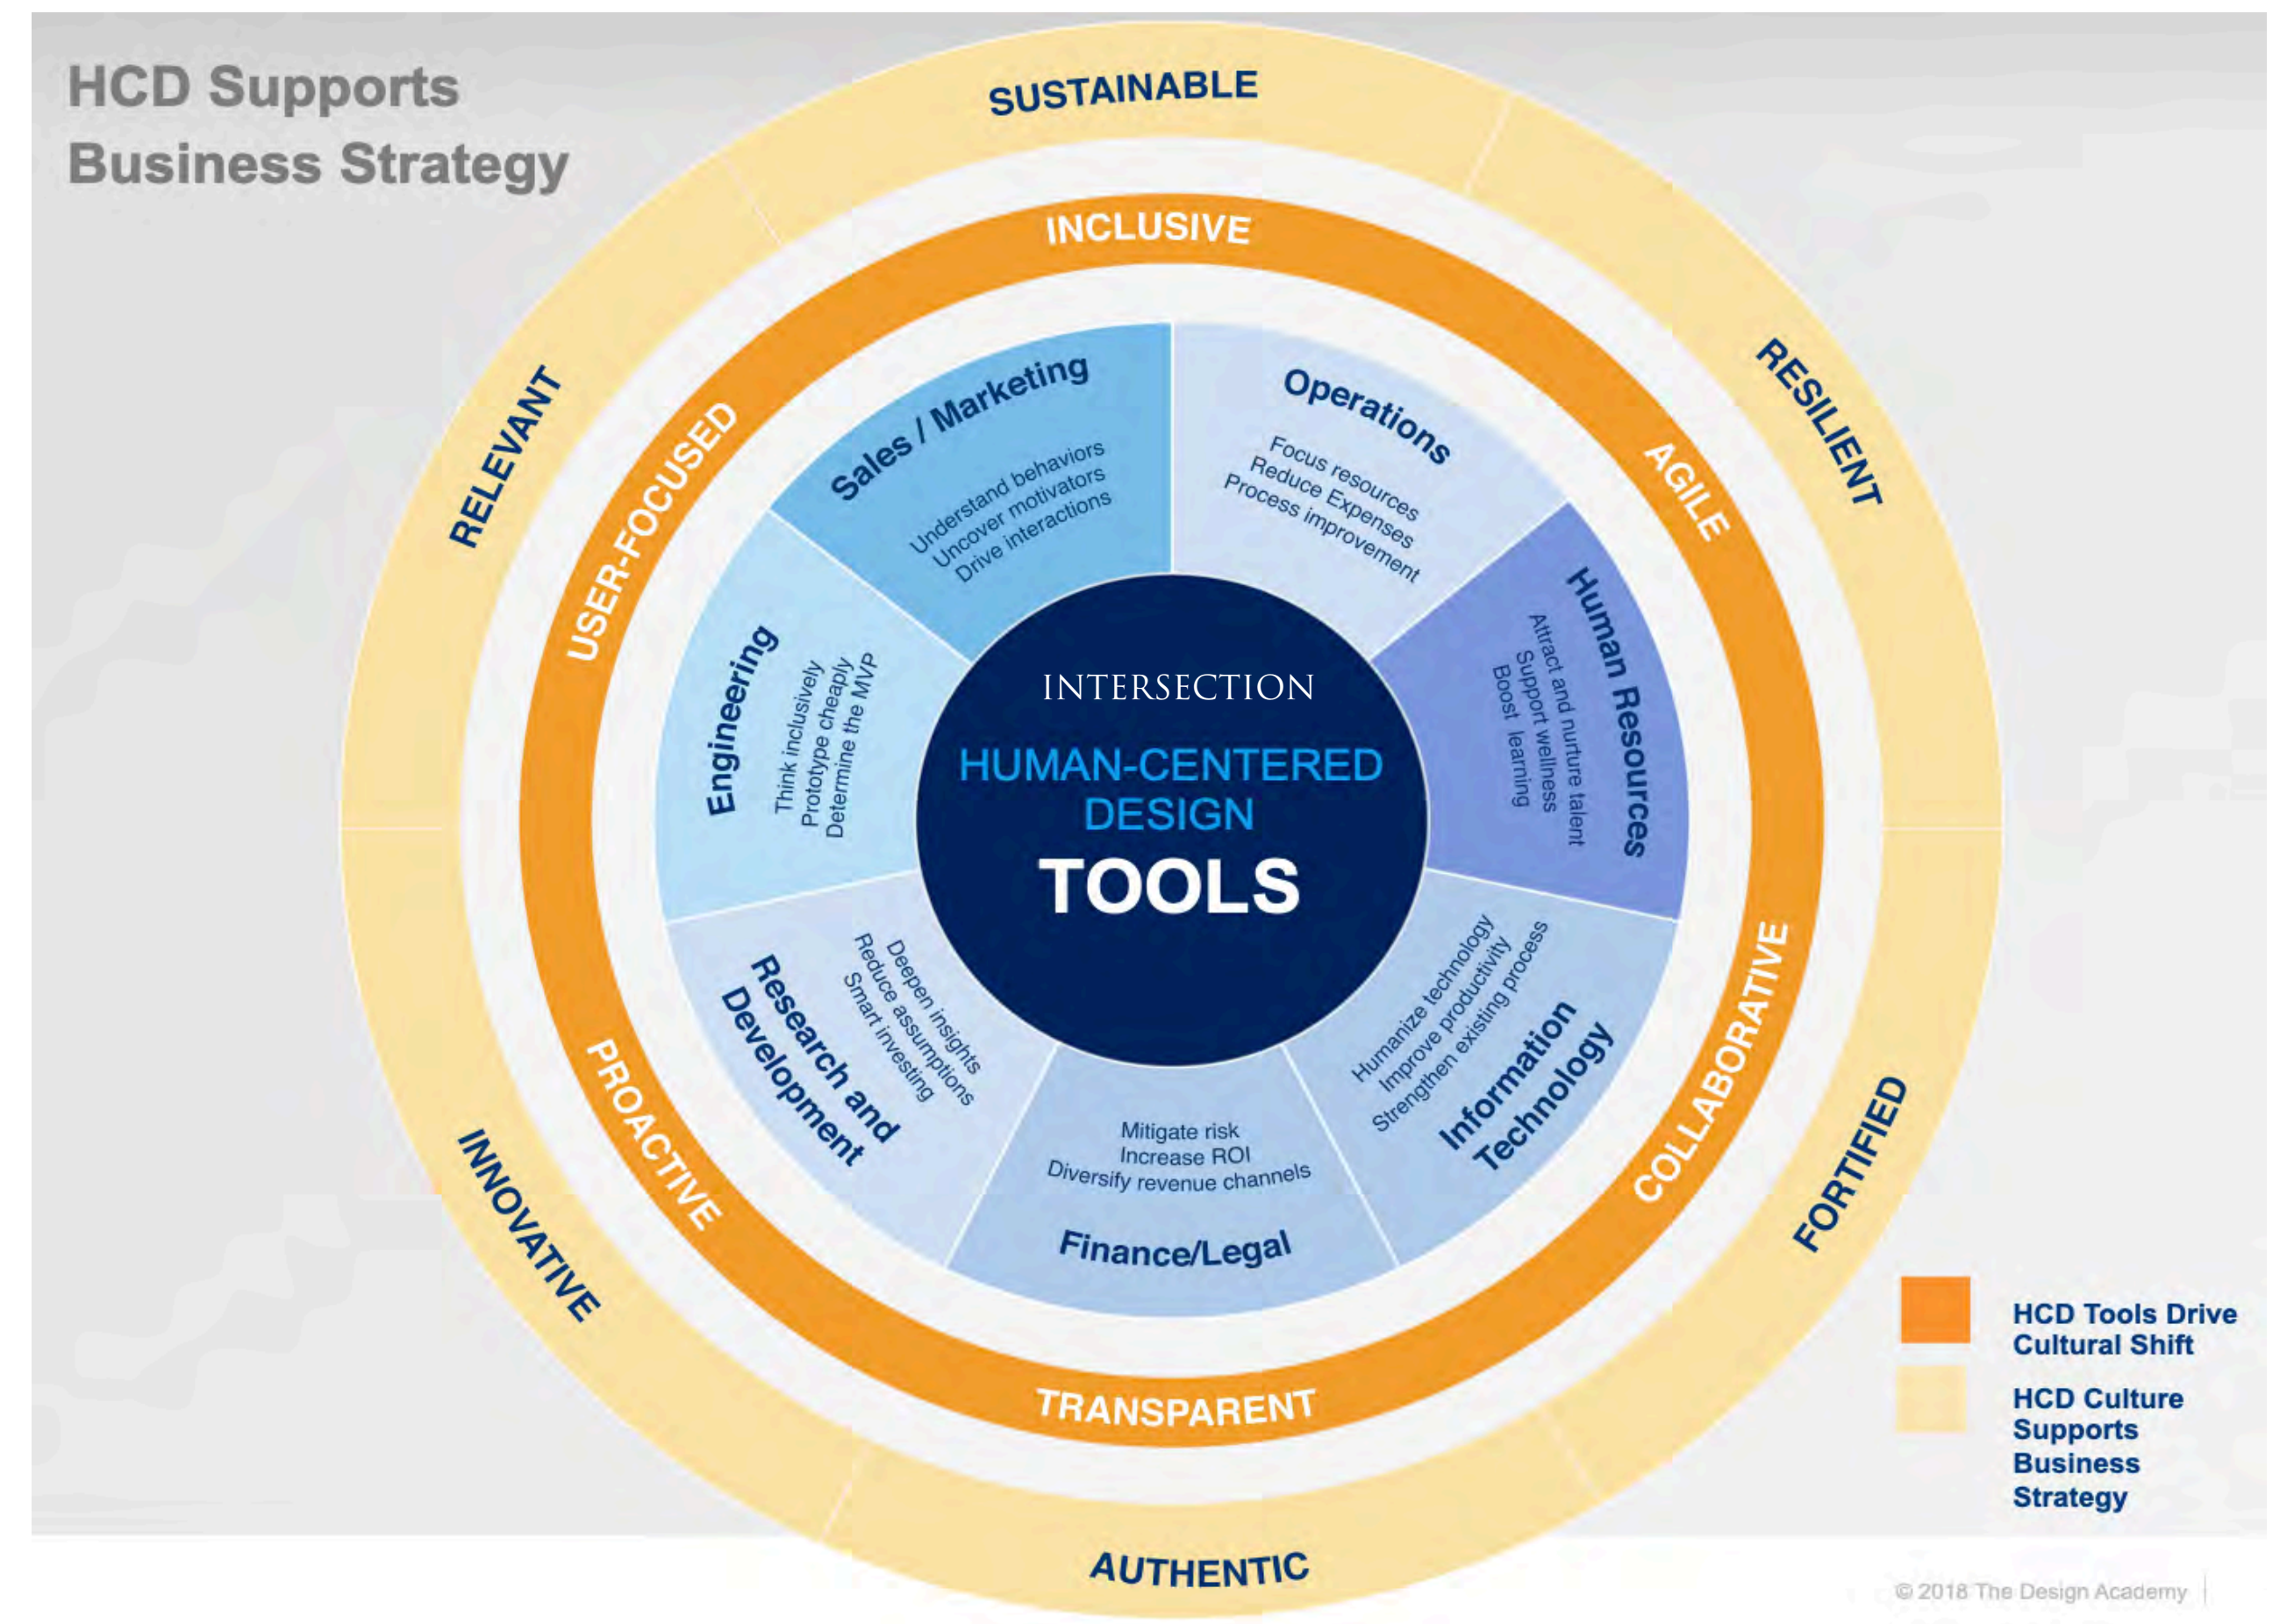 HCD Supports
Business Strategy
SUSTAINABLE
RESILIENT
FORTIFIED
AUTHENTIC
INNOVATIVE
RELEVANT
INCLUSIVE
AGILE
COLLABORATIVE
TRANSPARENT
PROACTIVE
USER-FOCUSED
Sales / Marketing
Understand behaviors
Uncover motivators
Drive interactions
Operations
Focus resources
Reduce Expenses
Process improvement
Human Resources
Attract and nurture talent
Support wellness
Boost learning
Humanize technology
Improve productivity
Strengthen existing process
Information
Technology
Mitigate risk
Increase ROI
Diversify revenue channels
Finance/Legal
Deepen insights
Reduce assumptions
Smart investing
Research and
Development
Engineering
Think inclusively
Prototype cheaply
Determine the MVP
INTERSECTION
HUMAN-CENTERED
DESIGN
TOOLS
HCD Tools Drive
Cultural Shift
HCD Culture
Supports
Business
Strategy
© 2018 The Design Academy